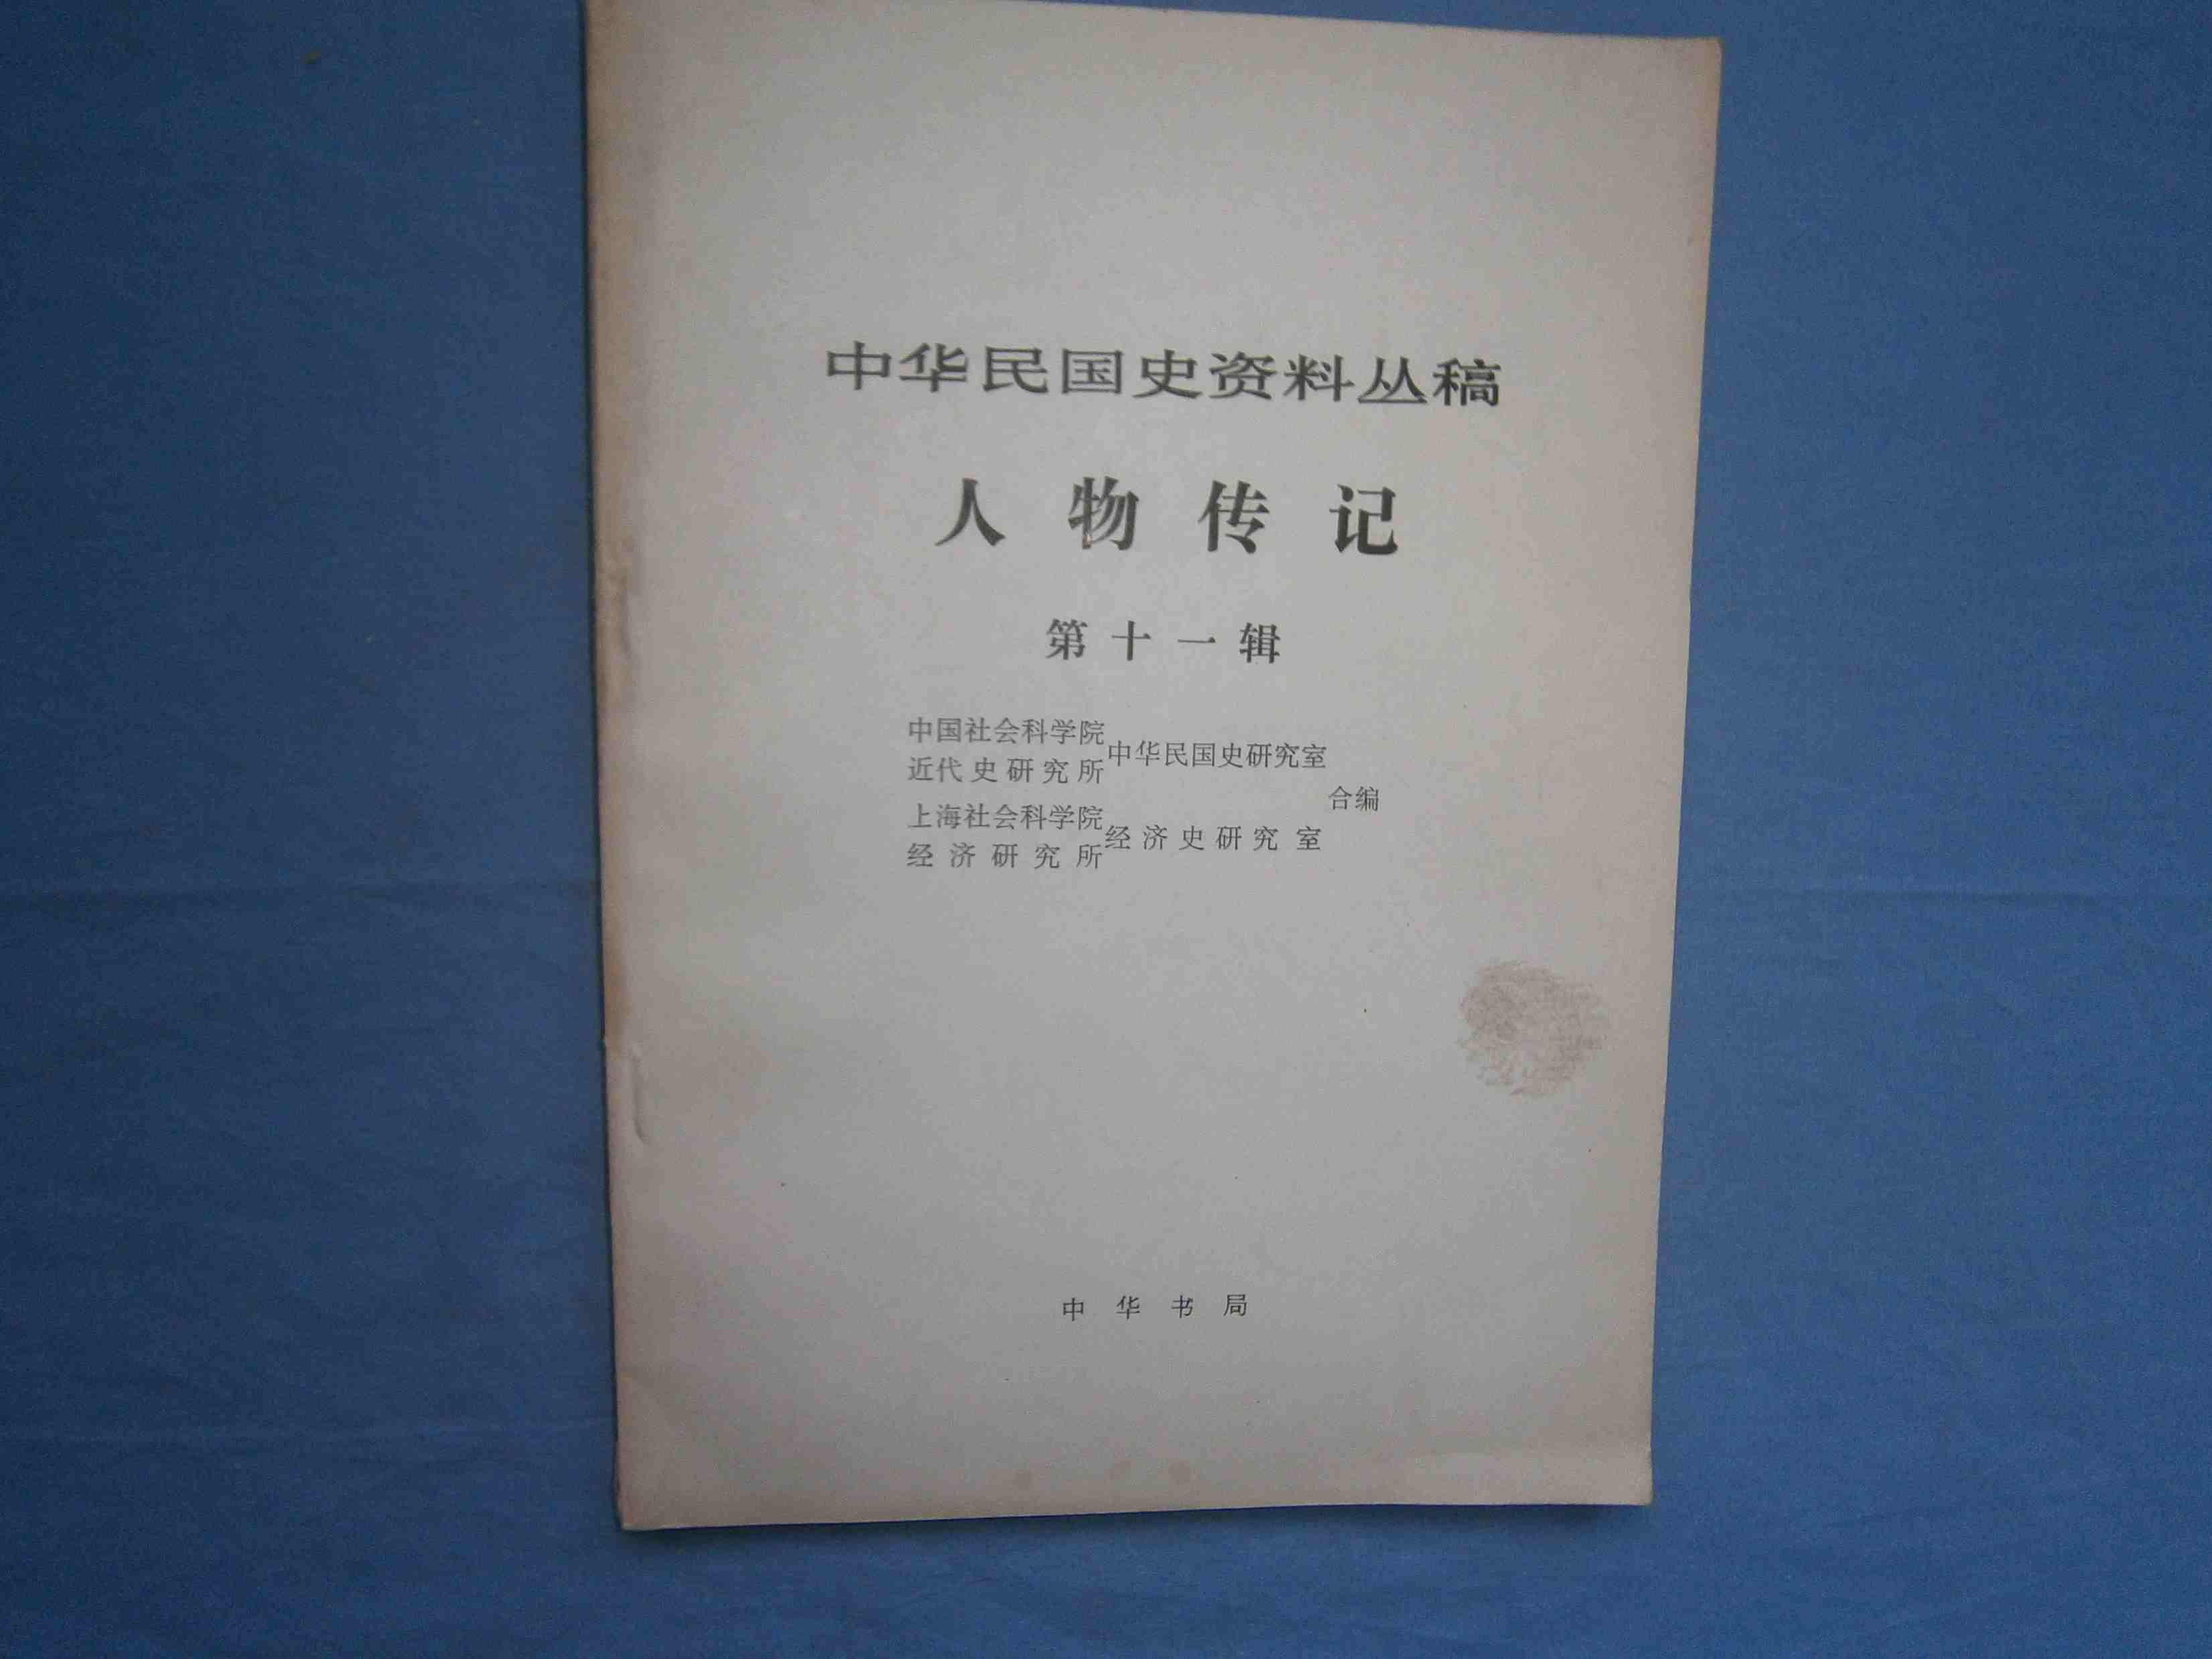 中华民国史资料丛稿
人物传记
第十一辑
中国社会科学院
近代史研究所
中华民国史研究室
上海社会科学院
经济研究所
经济史研究室
合编
中华书局